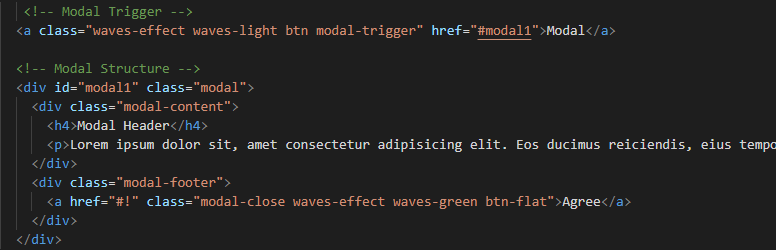 <!-- Modal Trigger -->
<a class="waves-effect waves-light btn modal-trigger" href="#modal1">Modal</a>
<!-- Modal Structure -->
<div id="modal1" class="modal">
<div class="modal-content">
<h4>Modal Header</h4>
<p>Lorem ipsum dolor sit, amet consectetur adipisicing elit. Eos ducimus reiciendis, eius tempo
</div>
<div class="modal-footer">
<a href="#!" class="modal-close waves-effect waves-green btn-flat">Agree</a>
</div>
</div>